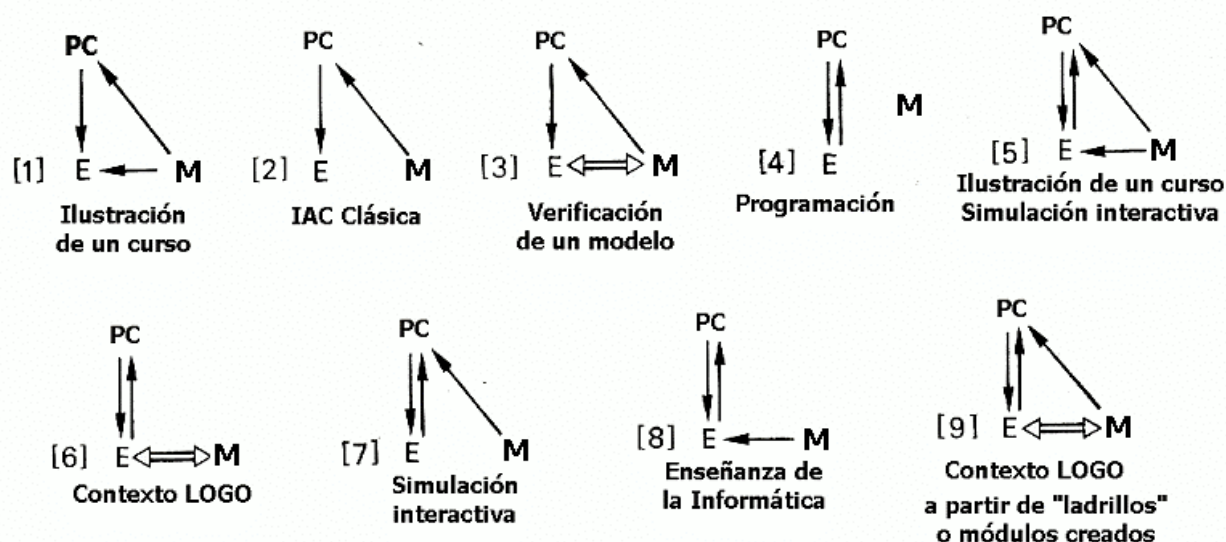 PC
[1] E M
Ilustración
de un curso
PC
[2] E M
IAC Clásica
PC
[3] E M
Verificación
de un modelo
PC
M
[4] E
Programación
PC
[5] E M
Ilustración de un curso
Simulación interactiva
PC
[6] E M
Contexto LOGO
PC
[7] E M
Simulación
interactiva
PC
[8] E M
Enseñanza de
la Informática
PC
[9] E M
Contexto LOGO
a partir de "ladrillos"
o módulos creados